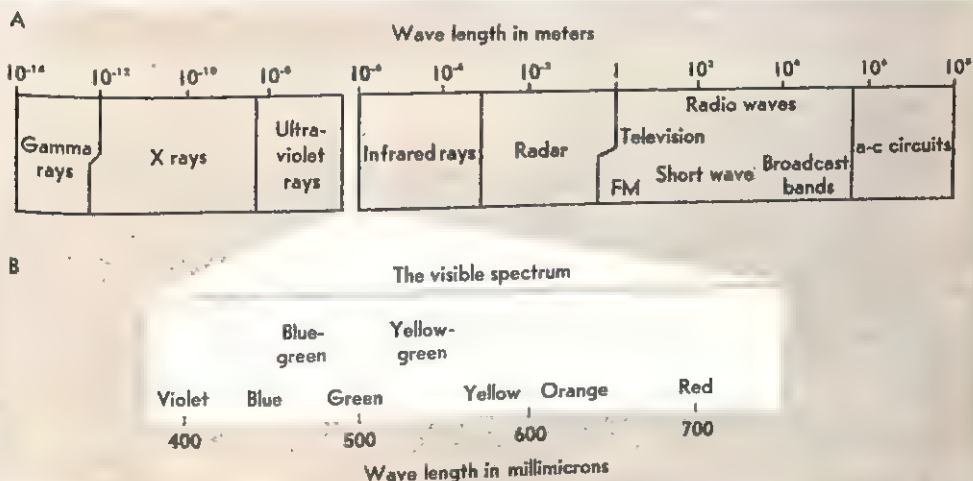 A
Wave length in meters
10⁻¹⁴ 10⁻¹² 10⁻¹⁰ 10⁻⁸ 10⁻⁶ 10⁻⁴ 10⁻² 1 10² 10⁴ 10⁶ 10⁸
Gamma
rays
X rays
Ultra-
violet
rays
Infrared rays
Radar
Radio waves
Television
FM
Short wave
Broadcast
bands
a-c circuits
B
The visible spectrum
Blue-
green
Yellow-
green
Violet Blue Green Yellow Orange Red
400 500 600 700
Wave length in millimicrons